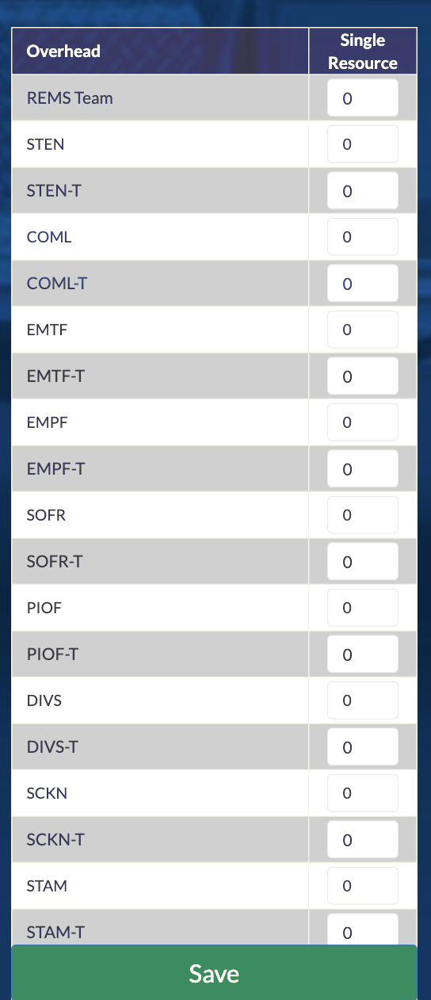 Overhead Single Resource
REMS Team 0
STEN 0
STEN-T 0
COML 0
COML-T 0
EMTF 0
EMTF-T 0
EMPF 0
EMPF-T 0
SOFR 0
SOFR-T 0
PIOF 0
PIOF-T 0
DIVS 0
DIVS-T 0
SCKN 0
SCKN-T 0
STAM 0
STAM-T 0
Save